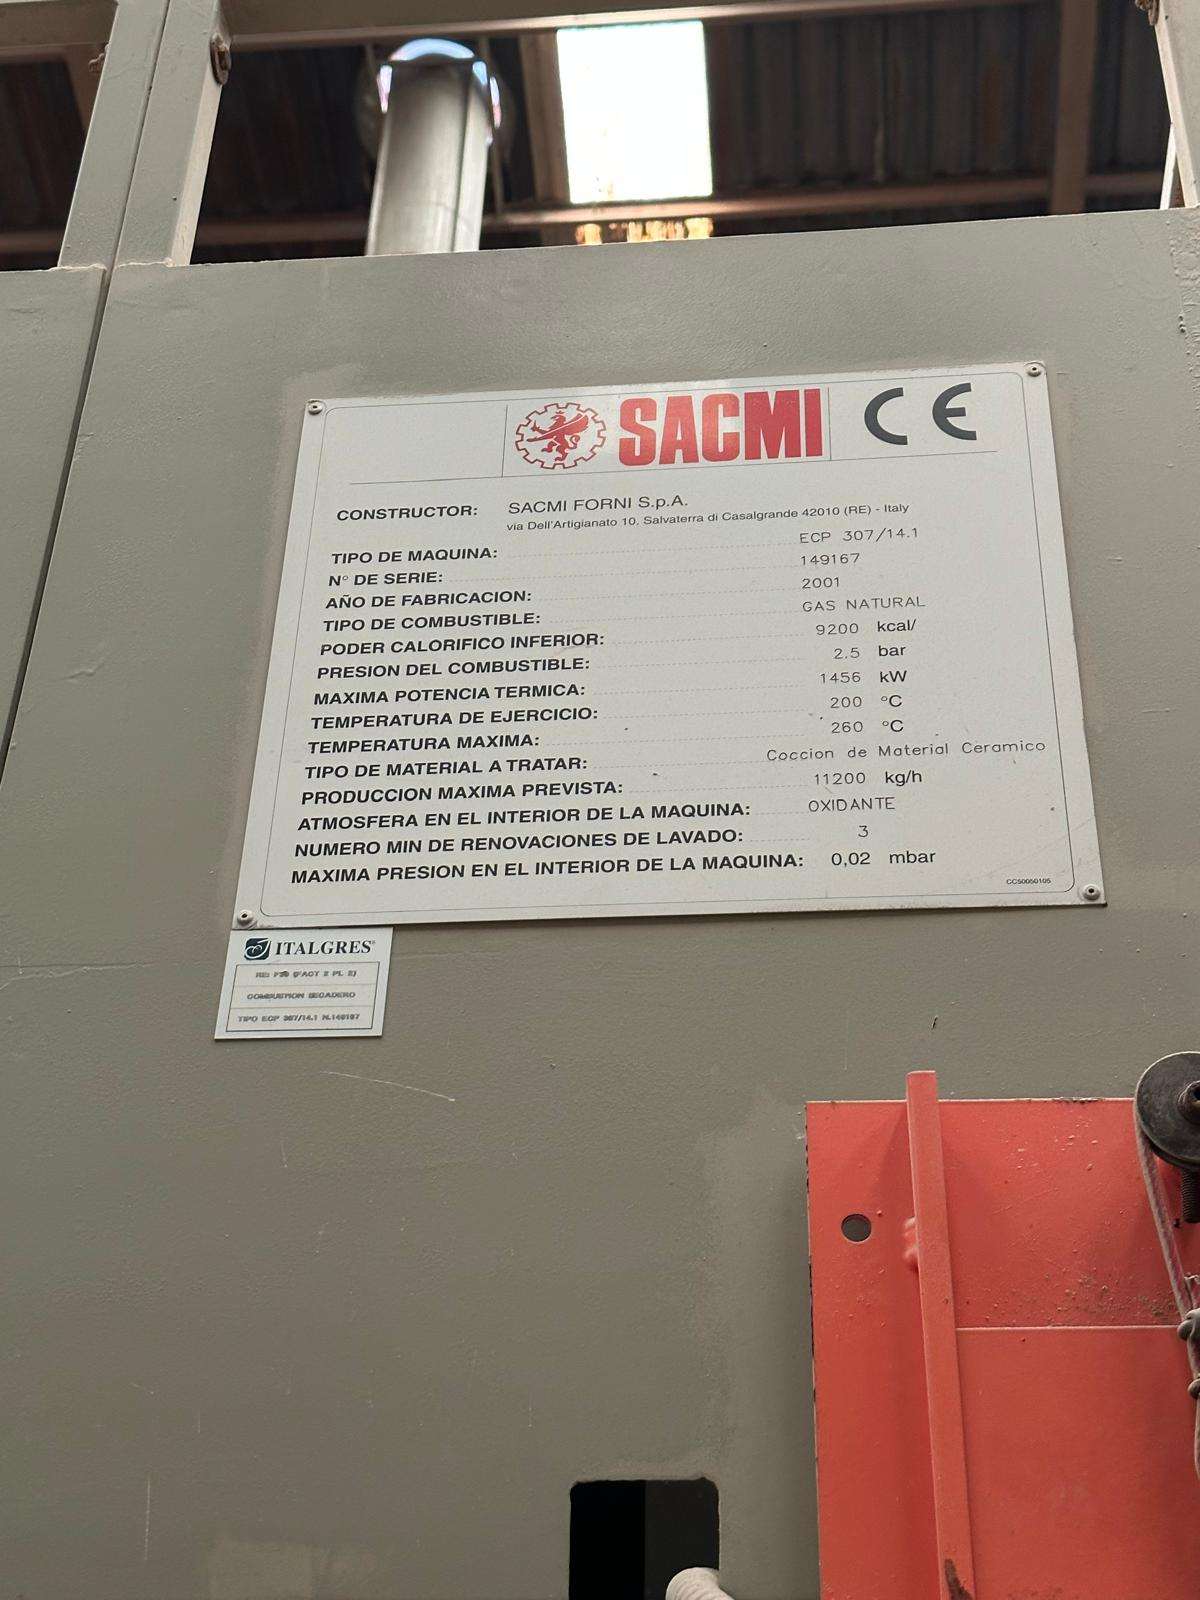 SACMI CE
CONSTRUCTOR: SACMI FORNI S.p.A.
via Dell'Artigianato 10, Salvaterra di Casalgrande 42010 (RE) - Italy
TIPO DE MAQUINA: ECP 307/14.1
N° DE SERIE: 149167
AÑO DE FABRICACION: 2001
TIPO DE COMBUSTIBLE: GAS NATURAL
PODER CALORIFICO INFERIOR: 9200 kcal/
PRESION DEL COMBUSTIBLE: 2.5 bar
MAXIMA POTENCIA TERMICA: 1456 kW
TEMPERATURA DE EJERCICIO: 200 °C
TEMPERATURA MAXIMA: 260 °C
TIPO DE MATERIAL A TRATAR: Coccion de Material Ceramico
PRODUCCION MAXIMA PREVISTA: 11200 kg/h
ATMOSFERA EN EL INTERIOR DE LA MAQUINA: OXIDANTE
NUMERO MIN DE RENOVACIONES DE LAVADO: 3
MAXIMA PRESION EN EL INTERIOR DE LA MAQUINA: 0,02 mbar
CC50050105
ITALGRES
COMBUSTION SECADERO
TIPO ECP 307/14.1 N.149167